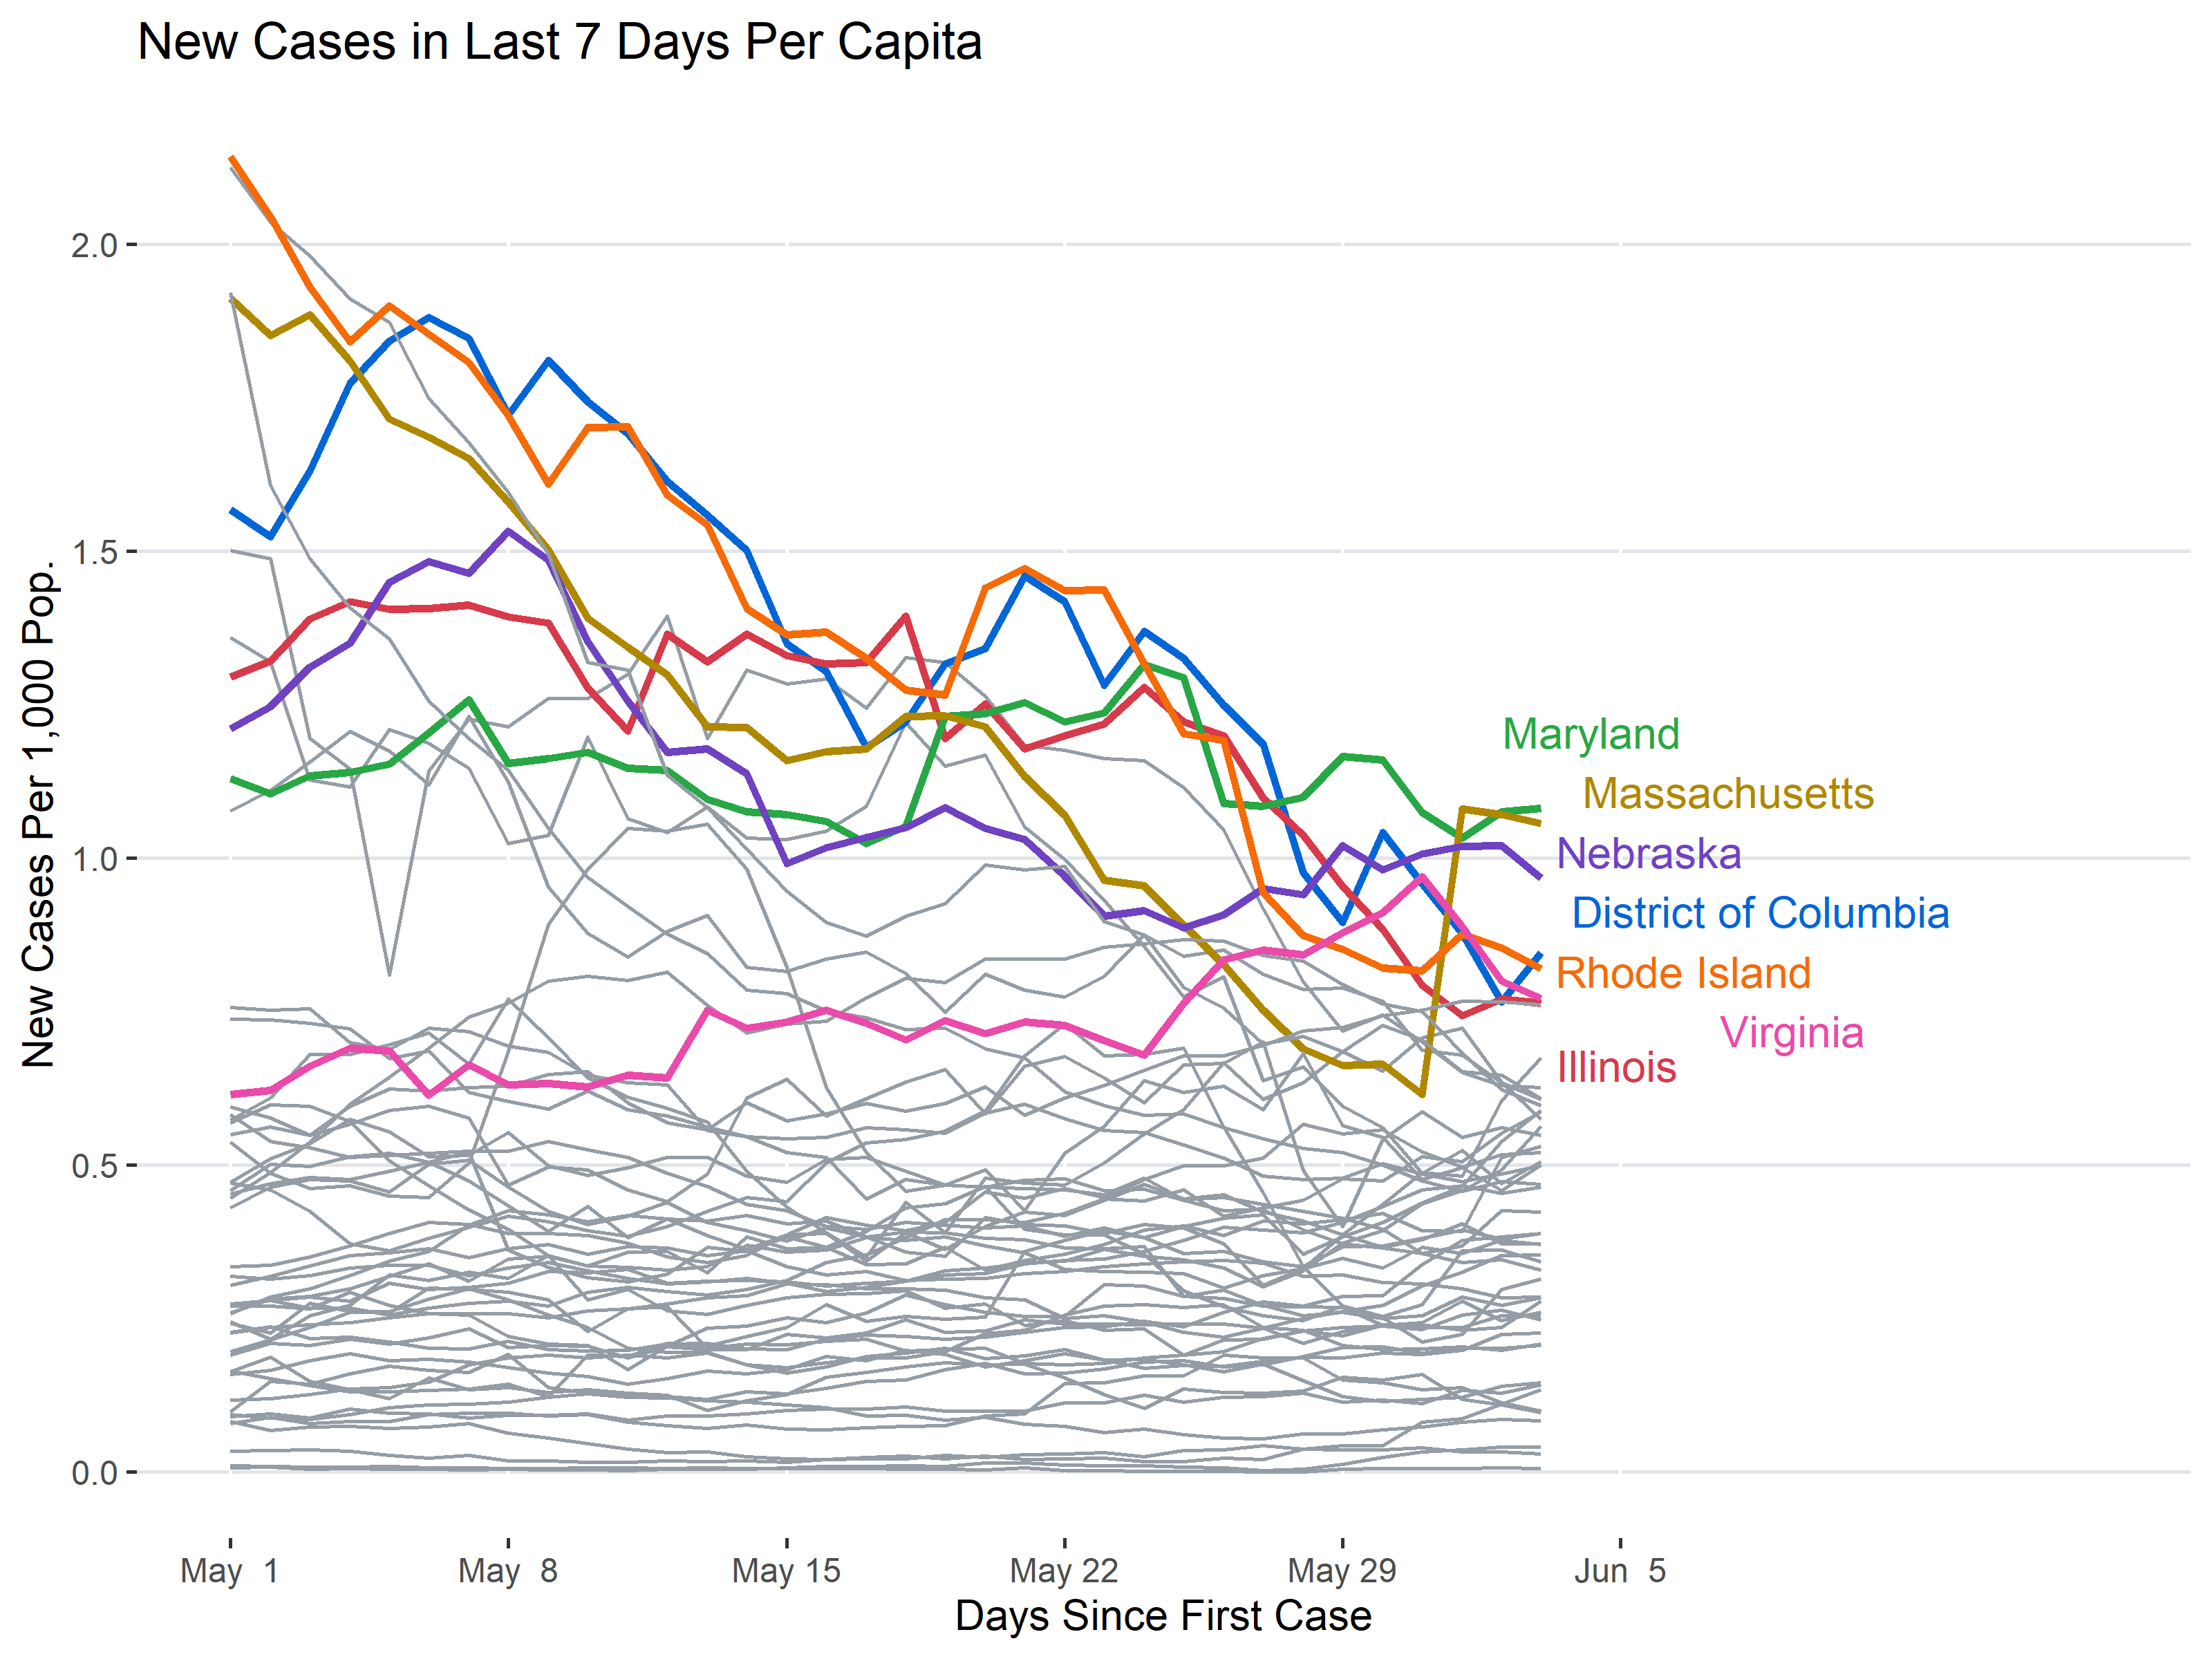 New Cases in Last 7 Days Per Capita
New Cases Per 1,000 Pop.
2.0
1.5
1.0
0.5
0.0
Maryland
Massachusetts
Nebraska
District of Columbia
Rhode Island
Virginia
Illinois
May 1
May 8
May 15
May 22
May 29
Jun 5
Days Since First Case